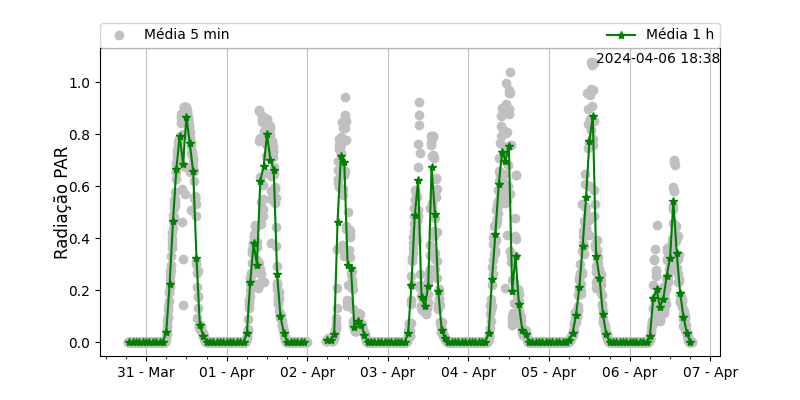 Média 5 min
Média 1 h
2024-04-06 18:38
Radiação PAR
1.0
0.8
0.6
0.4
0.2
0.0
31 - Mar
01 - Apr
02 - Apr
03 - Apr
04 - Apr
05 - Apr
06 - Apr
07 - Apr